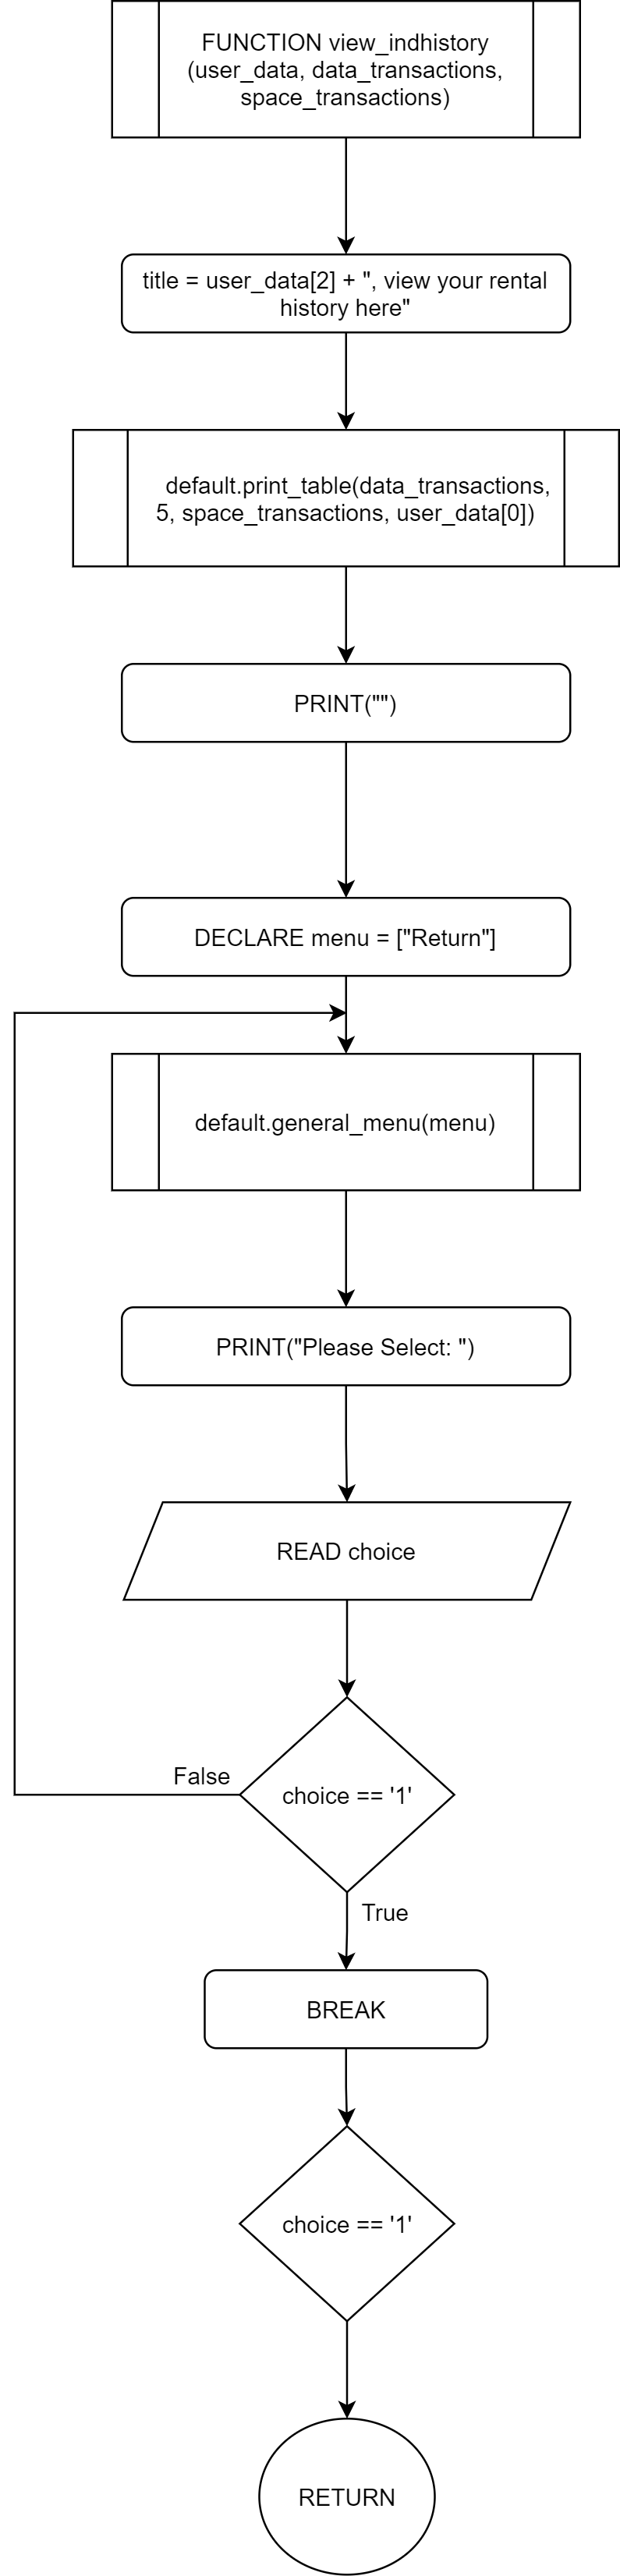 FUNCTION view_indhistory
(user_data, data_transactions,
space_transactions)
title = user_data[2] + ", view your rental
history here"
default.print_table(data_transactions,
5, space_transactions, user_data[0])
PRINT("")
DECLARE menu = ["Return"]
default.general_menu(menu)
PRINT("Please Select: ")
READ choice
False
choice == '1'
True
BREAK
choice == '1'
RETURN